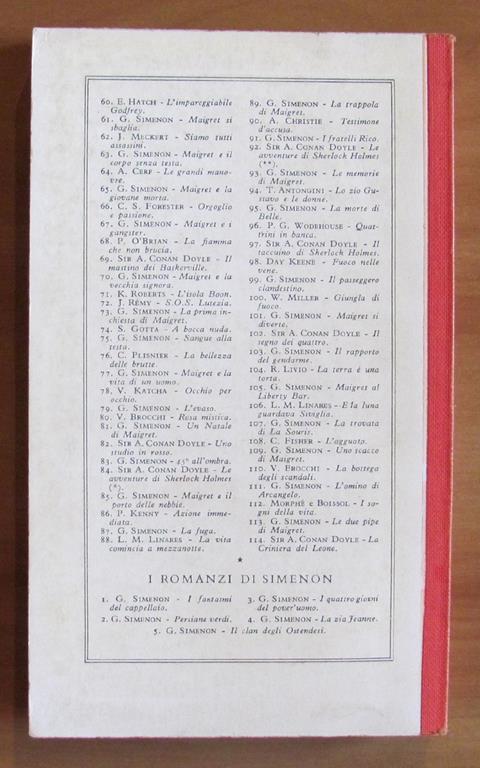 60. E. HATCH - L'impareggiabile
Godfrey.
61. G. SIMENON - Maigret si
sbaglia.
62. J. MECKERT - Siamo tutti
assassini.
63. G. SIMENON - Maigret e il
corpo senza testa.
64. A. CERF - Le grandi mano-
vre.
65. G. SIMENON - Maigret e la
giovane morta.
66. C. S. FORESTER - Orgoglio
e passione.
67. G. SIMENON - Maigret e i
gangster.
68. P. O'BRIAN - La fiamma
che non brucia.
69. SIR A. CONAN DOYLE - Il
mastino dei Baskerville.
70. G. SIMENON - Maigret e la
vecchia signora.
71. K. ROBERTS - L'isola Boon.
72. J. RÉMY - S.O.S. Lutezia.
73. G. SIMENON - La prima in-
chiesta di Maigret.
74. S. GOTTA - A bocca nuda.
75. G. SIMENON - Sangue alla
testa.
76. C. PLISNIER - La bellezza
delle brutte.
77. G. SIMENON - Maigret e la
vita di un uomo.
78. V. KATCHA - Occhio per
occhio.
79. G. SIMENON - L'evaso.
80. V. BROCCHI - Rosa mistica.
81. G. SIMENON - Un Natale
di Maigret.
82. SIR A. CONAN DOYLE - Uno
studio in rosso.
83. G. SIMENON - 45° all'ombra.
84. SIR A. CONAN DOYLE - Le
avventure di Sherlock Holmes
(*).
85. G. SIMENON - Maigret e il
porto delle nebbie.
86. P. KENNY - Azione imme-
diata.
87. G. SIMENON - La fuga.
88. L. M. LINARES - La vita
comincia a mezzanotte.
89. G. SIMENON - La trappola
di Maigret.
90. A. CHRISTIE - Testimone
d'accusa.
91. G. SIMENON - I fratelli Rico.
92. SIR A. CONAN DOYLE - Le
avventure di Sherlock Holmes
(**).
93. G. SIMENON - Le memorie
di Maigret.
94. T. ANTONGINI - Lo zio Gu-
stavo e le donne.
95. G. SIMENON - La morte di
Belle.
96. P. G. WODEHOUSE - Quat-
trini in banca.
97. SIR A. CONAN DOYLE - Il
taccuino di Sherlock Holmes.
98. DAY KEENE - Fuoco nelle
vene.
99. G. SIMENON - Il passeggero
clandestino.
100. W. MILLER - Giungla di
fuoco.
101. G. SIMENON - Maigret si
diverte.
102. SIR A. CONAN DOYLE - Il
segno dei quattro.
103. G. SIMENON - Il rapporto
del gendarme.
104. R. LIVIO - La terra è una
torta.
105. G. SIMENON - Maigret al
Liberty Bar.
106. L. M. LINARES - E la luna
guardava Siviglia.
107. G. SIMENON - La trovata
di La Souris.
108. C. FISHER - L'agguato.
109. G. SIMENON - Uno scacco
di Maigret.
110. V. BROCCHI - La bottega
degli scandali.
111. G. SIMENON - L'omino di
Arcangelo.
112. MORPHÉ e BOISSOL - I so-
gni della vita.
113. G. SIMENON - Le due pipe
di Maigret.
114. SIR A. CONAN DOYLE - La
Criniera del Leone.
*
I ROMANZI DI SIMENON
1. G. SIMENON - I fantasmi
del cappellaio.
2. G. SIMENON - Persiane verdi.
3. G. SIMENON - I quattro giorni
del pover'uomo.
4. G. SIMENON - La zia Jeanne.
5. G. SIMENON - Il clan degli Ostendesi.